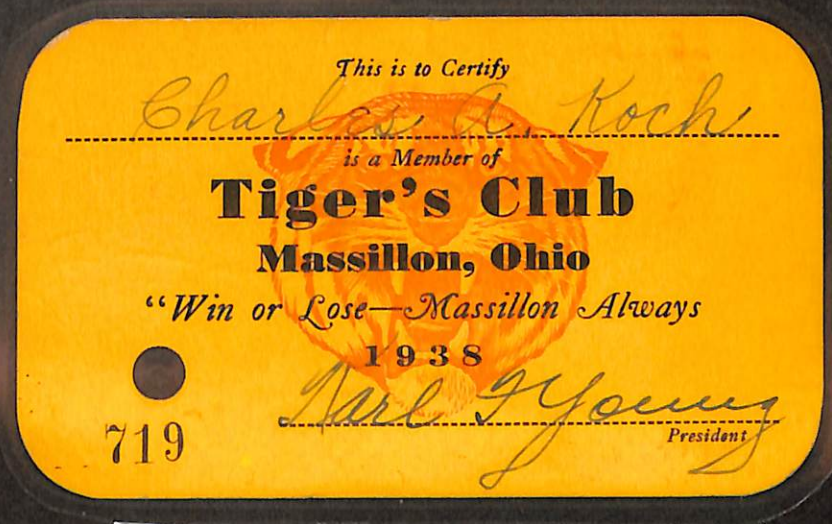 This is to Certify
Charles A. Koch
is a Member of
Tiger's Club
Massillon, Ohio
"Win or Lose—Massillon Always
1938
Young
719
President